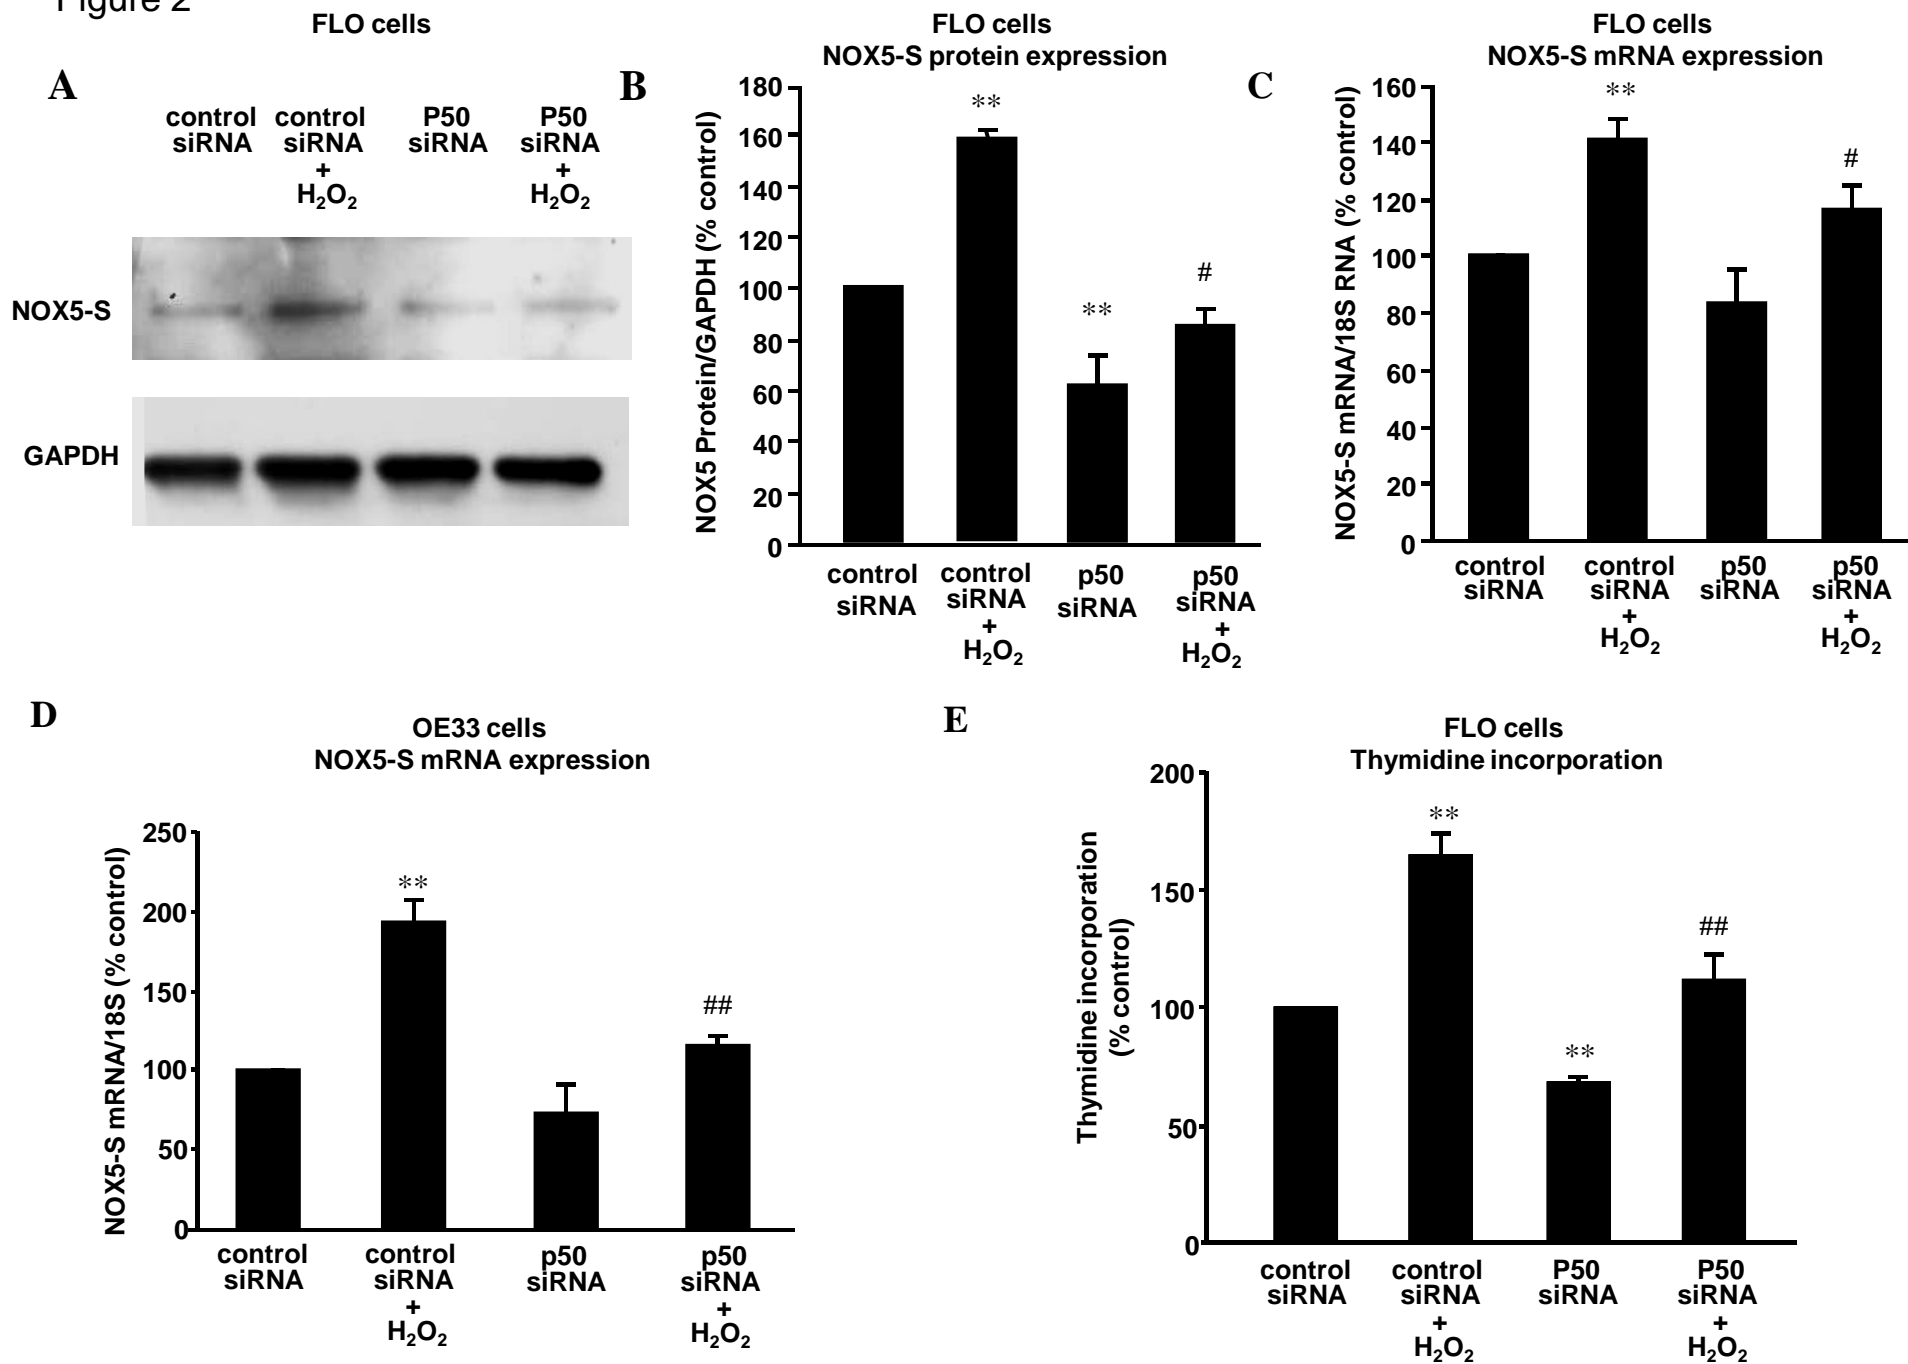 Figure 2
FLO cells
A
control
siRNA
control
siRNA
+
H₂O₂
P50
siRNA
P50
siRNA
+
H₂O₂
NOX5-S
GAPDH
B
FLO cells
NOX5-S protein expression
NOX5 Protein/GAPDH (% control)
180
160
140
120
100
80
60
40
20
0
**
**
#
control
siRNA
control
siRNA
+
H₂O₂
p50
siRNA
p50
siRNA
+
H₂O₂
C
FLO cells
NOX5-S mRNA expression
NOX5-S mRNA/18S RNA (% control)
160
140
120
100
80
60
40
20
0
**
#
control
siRNA
control
siRNA
+
H₂O₂
p50
siRNA
p50
siRNA
+
H₂O₂
D
OE33 cells
NOX5-S mRNA expression
NOX5-S mRNA/18S (% control)
250
200
150
100
50
0
**
##
control
siRNA
control
siRNA
+
H₂O₂
p50
siRNA
p50
siRNA
+
H₂O₂
E
FLO cells
Thymidine incorporation
Thymidine incorporation
(% control)
200
150
100
50
0
**
**
##
control
siRNA
control
siRNA
+
H₂O₂
P50
siRNA
P50
siRNA
+
H₂O₂